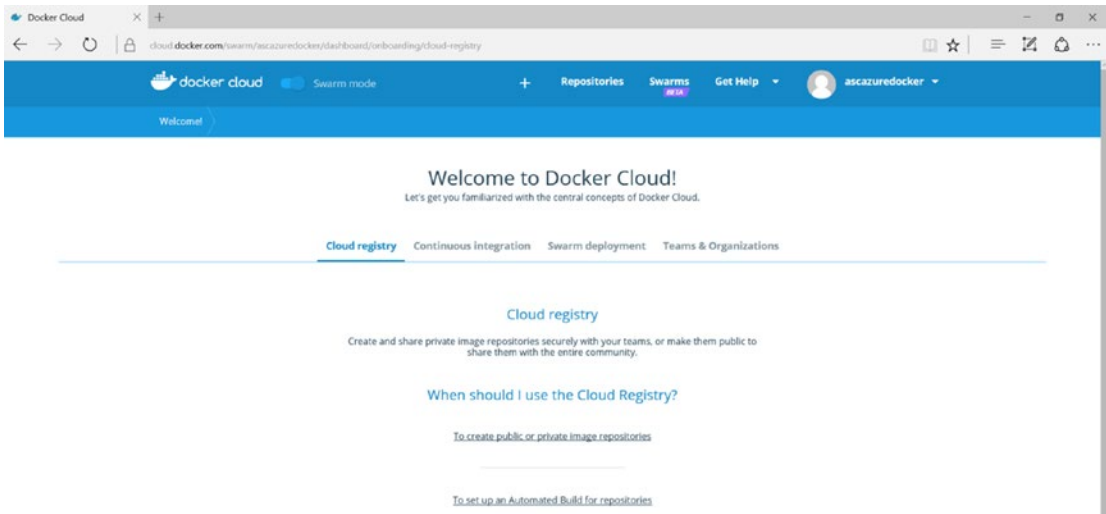 Docker Cloud
cloud.docker.com/swarm/ascazuredocker/dashboard/onboarding/cloud-registry
docker cloud Swarm mode + Repositories Swarms Get Help ascazuredocker
BETA
Welcome!
Welcome to Docker Cloud!
Let's get you familiarized with the central concepts of Docker Cloud.
Cloud registry Continuous integration Swarm deployment Teams & Organizations
Cloud registry
Create and share private image repositories securely with your teams, or make them public to
share them with the entire community.
When should I use the Cloud Registry?
To create public or private image repositories
To set up an Automated Build for repositories